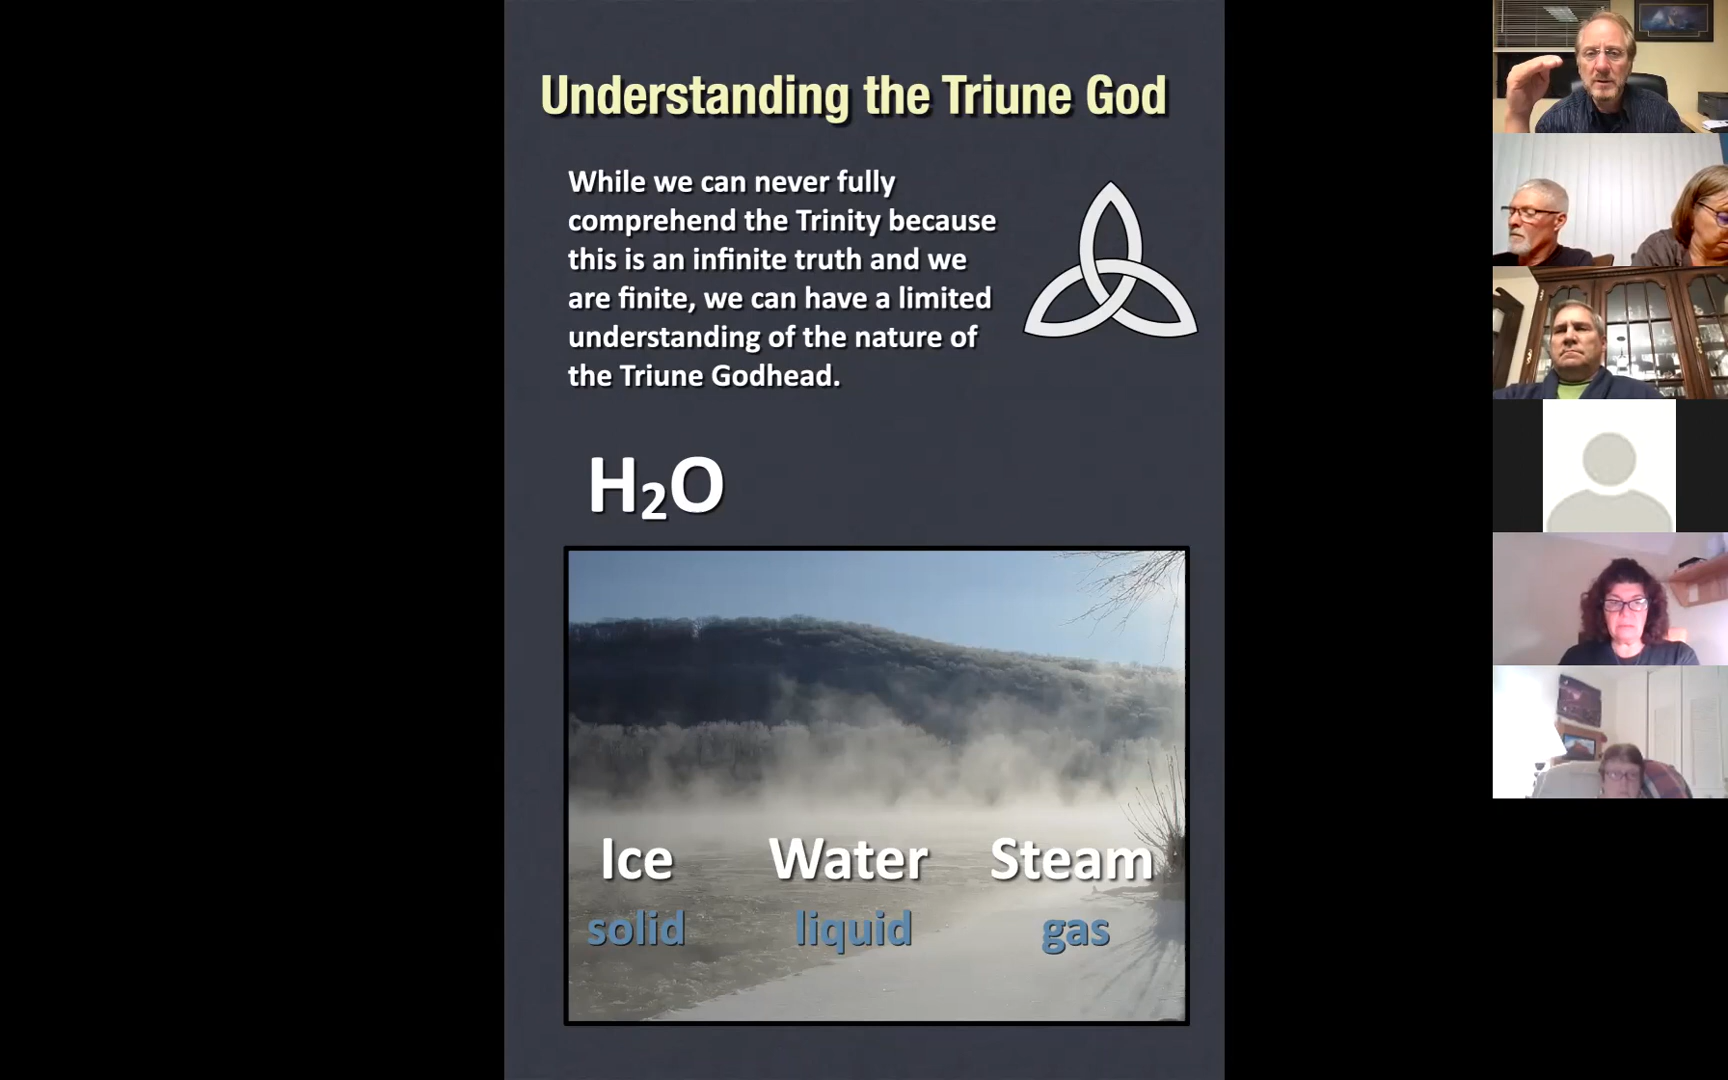 Understanding the Triune God
While we can never fully
comprehend the Trinity because
this is an infinite truth and we
are finite, we can have a limited
understanding of the nature of
the Triune Godhead.
H₂O
Ice Water Steam
solid liquid gas